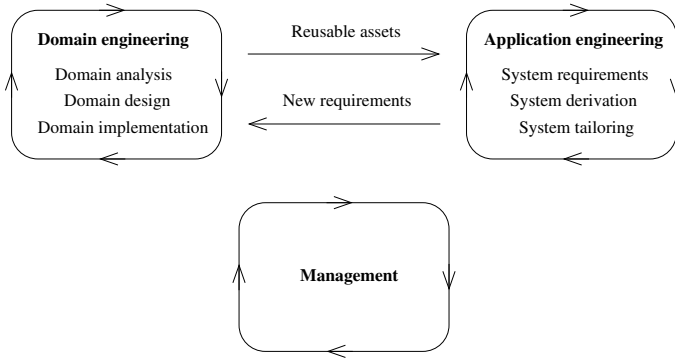 Domain engineering
Domain analysis
Domain design
Domain implementation
Reusable assets
New requirements
Application engineering
System requirements
System derivation
System tailoring
Management